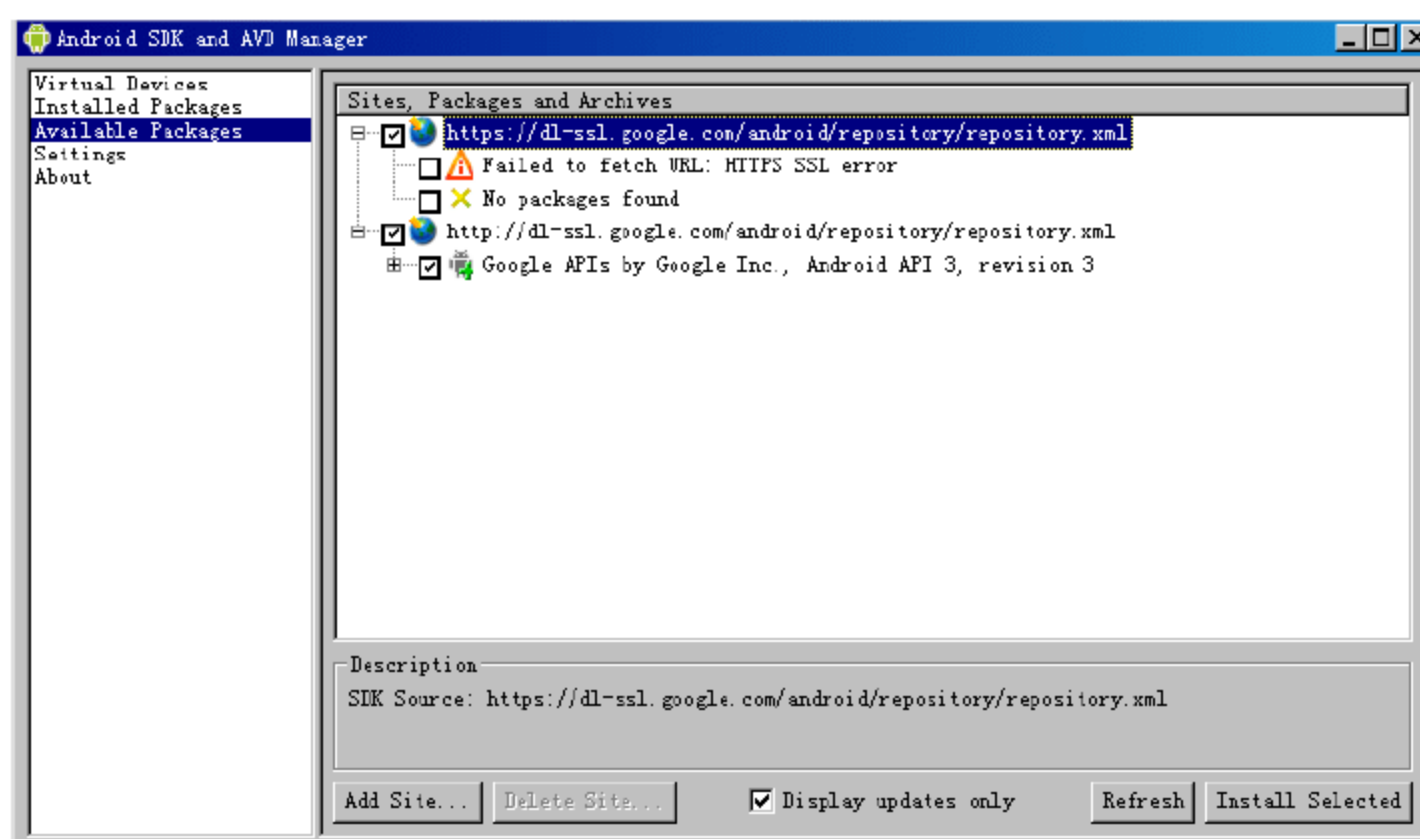 Android SDK and AVD Manager
Virtual Devices
Installed Packages
Available Packages
Settings
About
Sites, Packages and Archives
https://dl-ssl.google.com/android/repository/repository.xml
Failed to fetch URL: HTTPS SSL error
No packages found
http://dl-ssl.google.com/android/repository/repository.xml
Google APIs by Google Inc., Android API 3, revision 3
Description
SDK Source: https://dl-ssl.google.com/android/repository/repository.xml
Add Site...
Delete Site...
Display updates only
Refresh
Install Selected